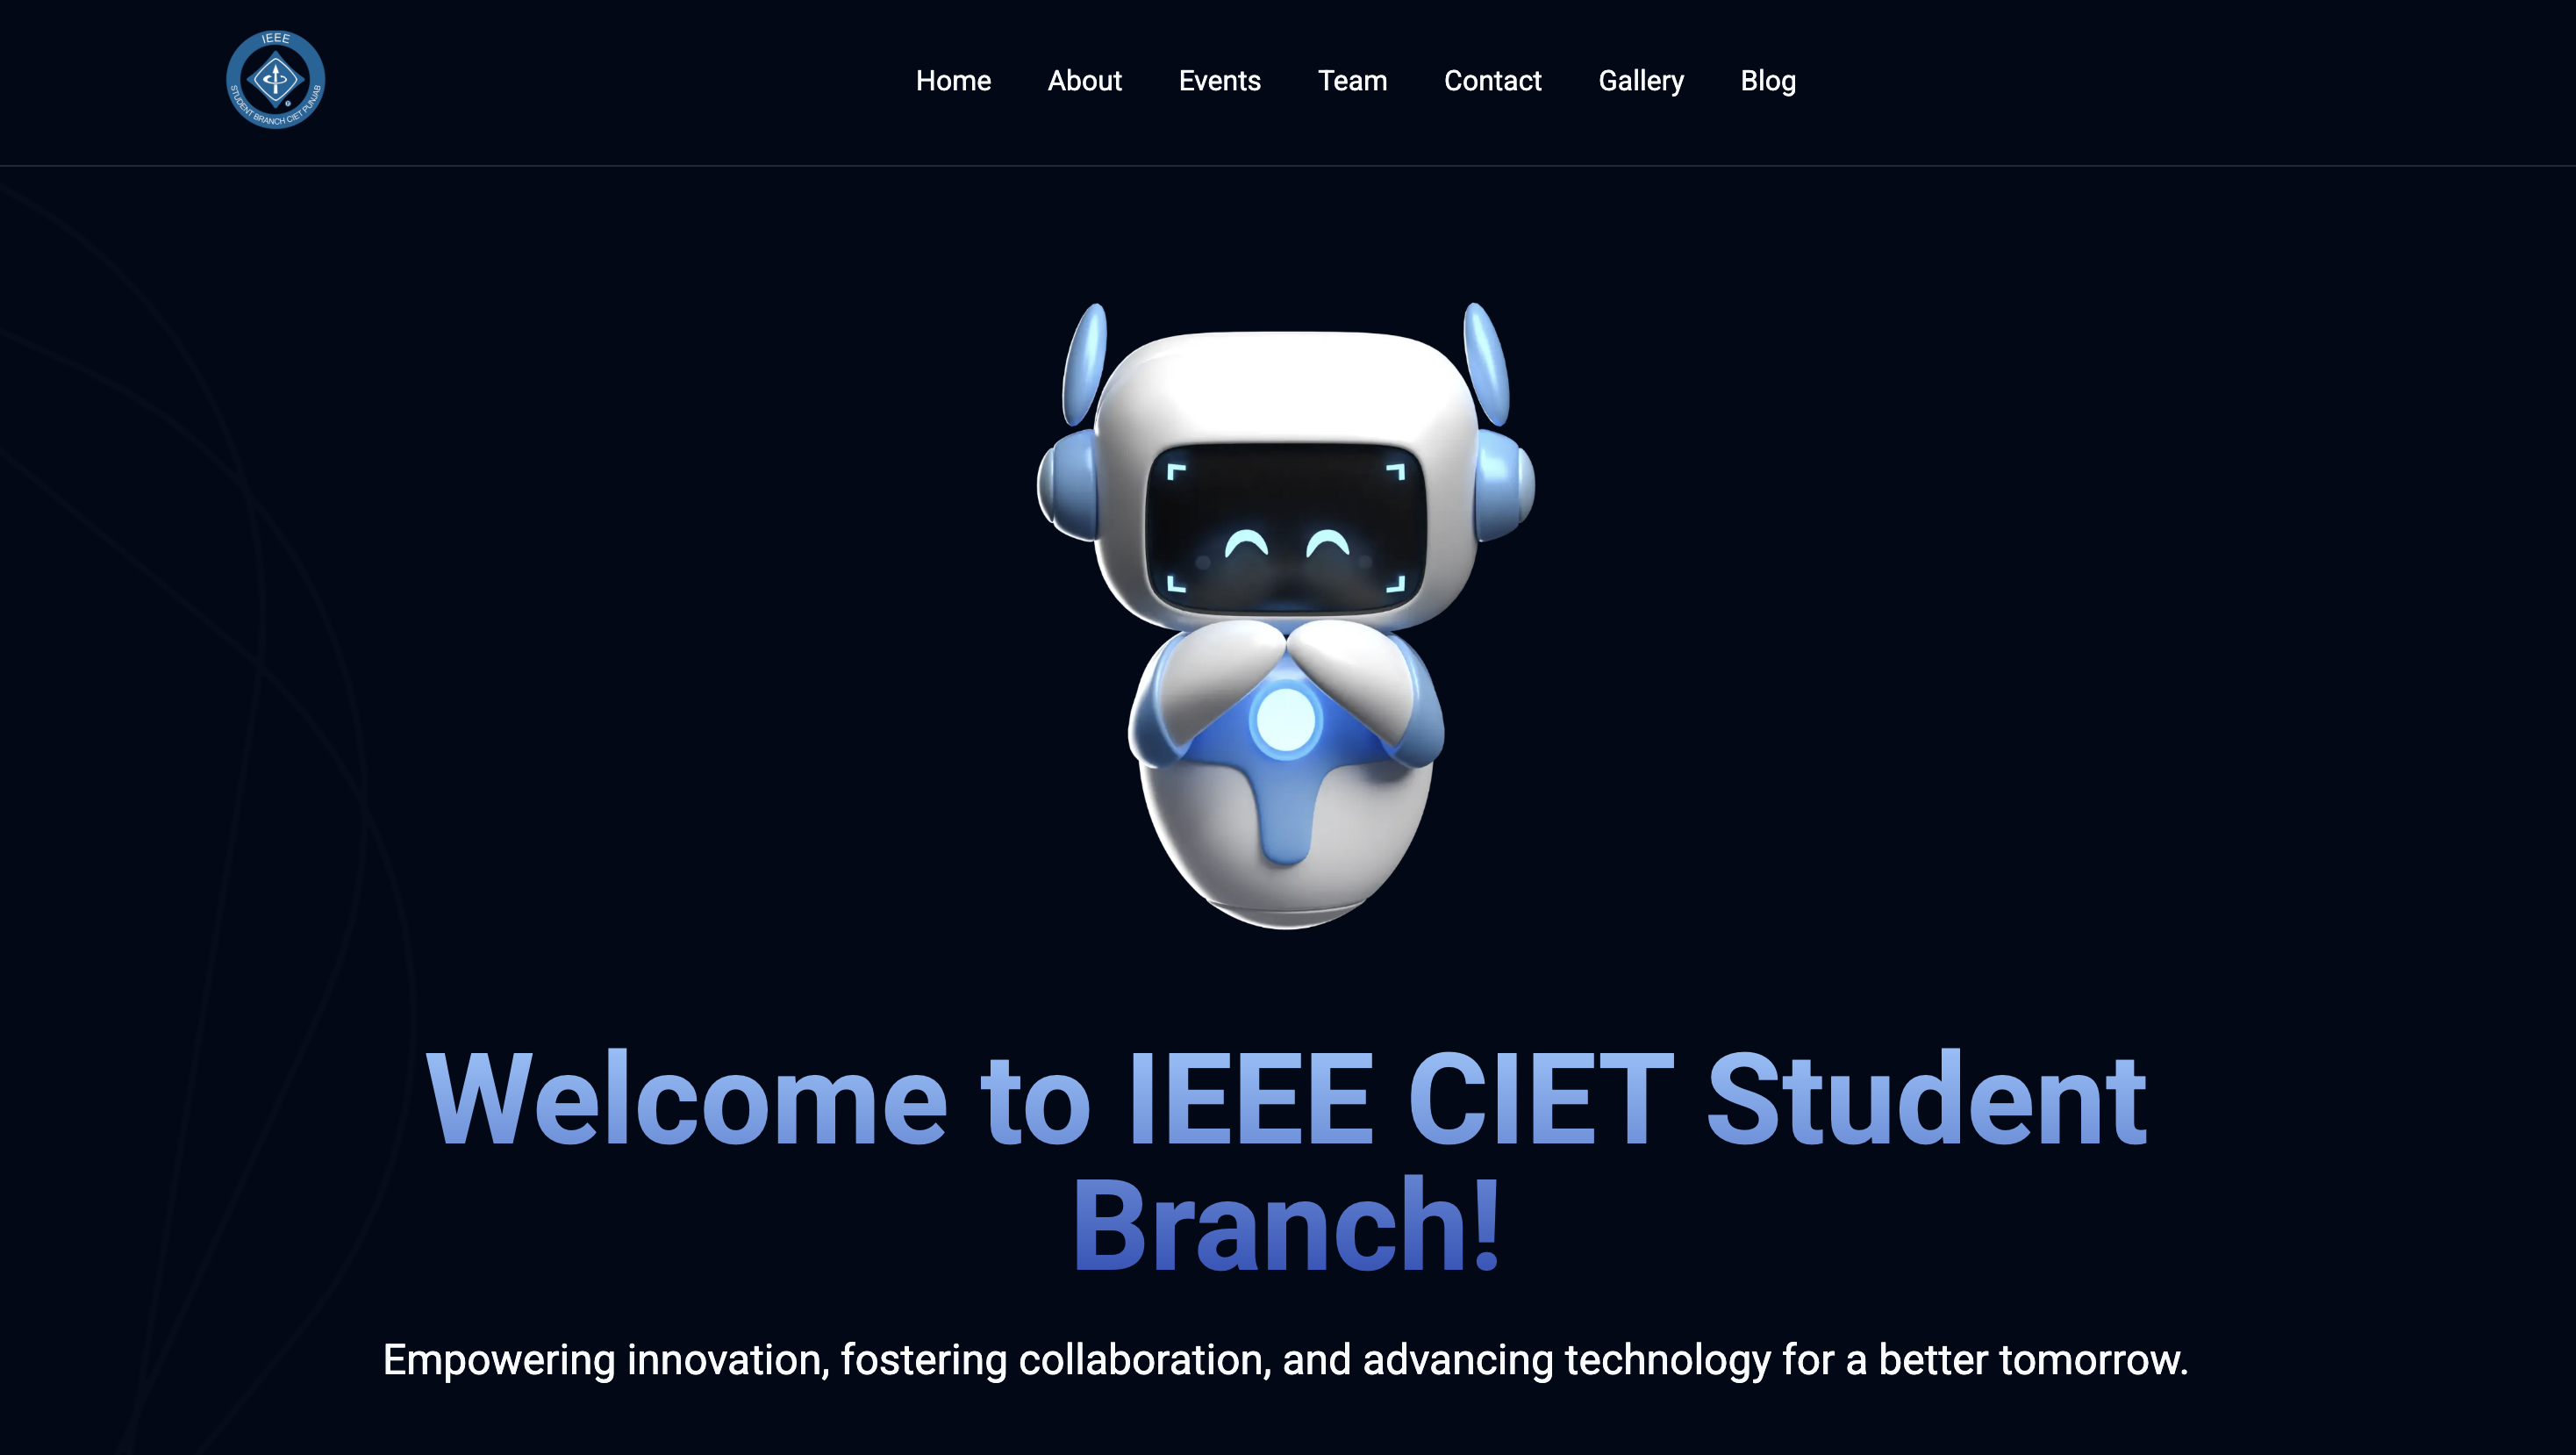 IEEE
STUDENT BRANCH CIET PUNJAB
Home About Events Team Contact Gallery Blog
Welcome to IEEE CIET Student
Branch!
Empowering innovation, fostering collaboration, and advancing technology for a better tomorrow.